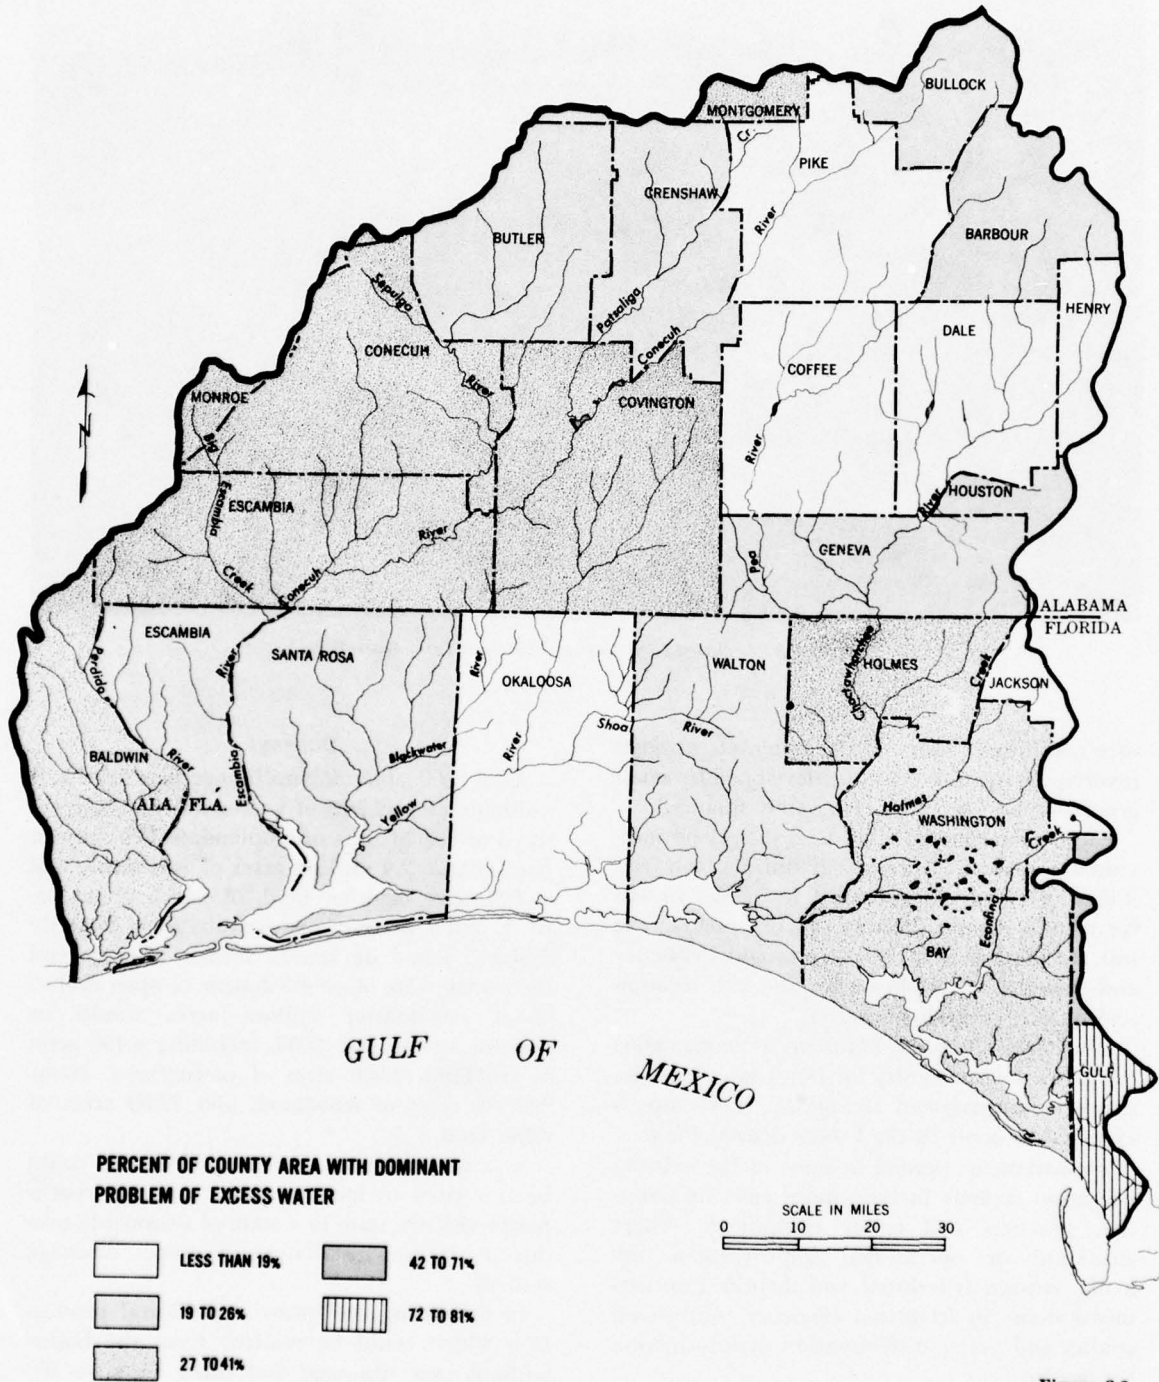 BULLOCK
MONTGOMERY
Cr.
PIKE
CRENSHAW
River
BUTLER
BARBOUR
Sepulga
Patsaliga
HENRY
Conecuh
DALE
CONECUH
COFFEE
River
MONROE
COVINGTON
Big
River
N
HOUSTON
Escambia
ESCAMBIA
River
River
GENEVA
Pea
Creek
Conecuh
ALABAMA
FLORIDA
ESCAMBIA
SANTA ROSA
River
River
WALTON
Choctawhatchee
HOLMES
Creek
Perdido
OKALOOSA
JACKSON
Shoa
River
Blackwater
River
BALDWIN
River
Escambia
ALA. FLA.
Yellow
Holmes
WASHINGTON
Creek
Econfina
BAY
GULF OF MEXICO
GULF
PERCENT OF COUNTY AREA WITH DOMINANT
PROBLEM OF EXCESS WATER
LESS THAN 19%
42 TO 71%
19 TO 26%
72 TO 81%
27 TO 41%
SCALE IN MILES
0 10 20 30